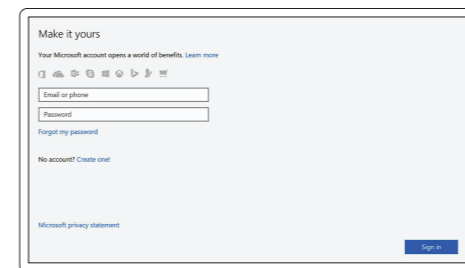 Make it yours
Your Microsoft account opens a world of benefits. Learn more
Email or phone
Password
Forgot my password
No account? Create one!
Microsoft privacy statement
Sign in